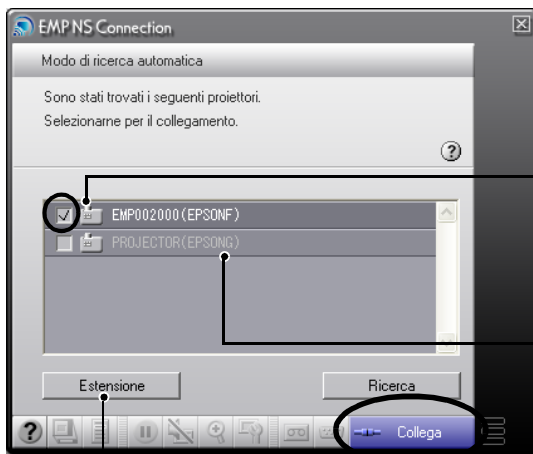 EMP NS Connection
Modo di ricerca automatica
Sono stati trovati i seguenti proiettori.
Selezionarne per il collegamento.
?
EMP002000(EPSONF)
PROJECTOR(EPSONG)
Estensione
Ricerca
?
Collega